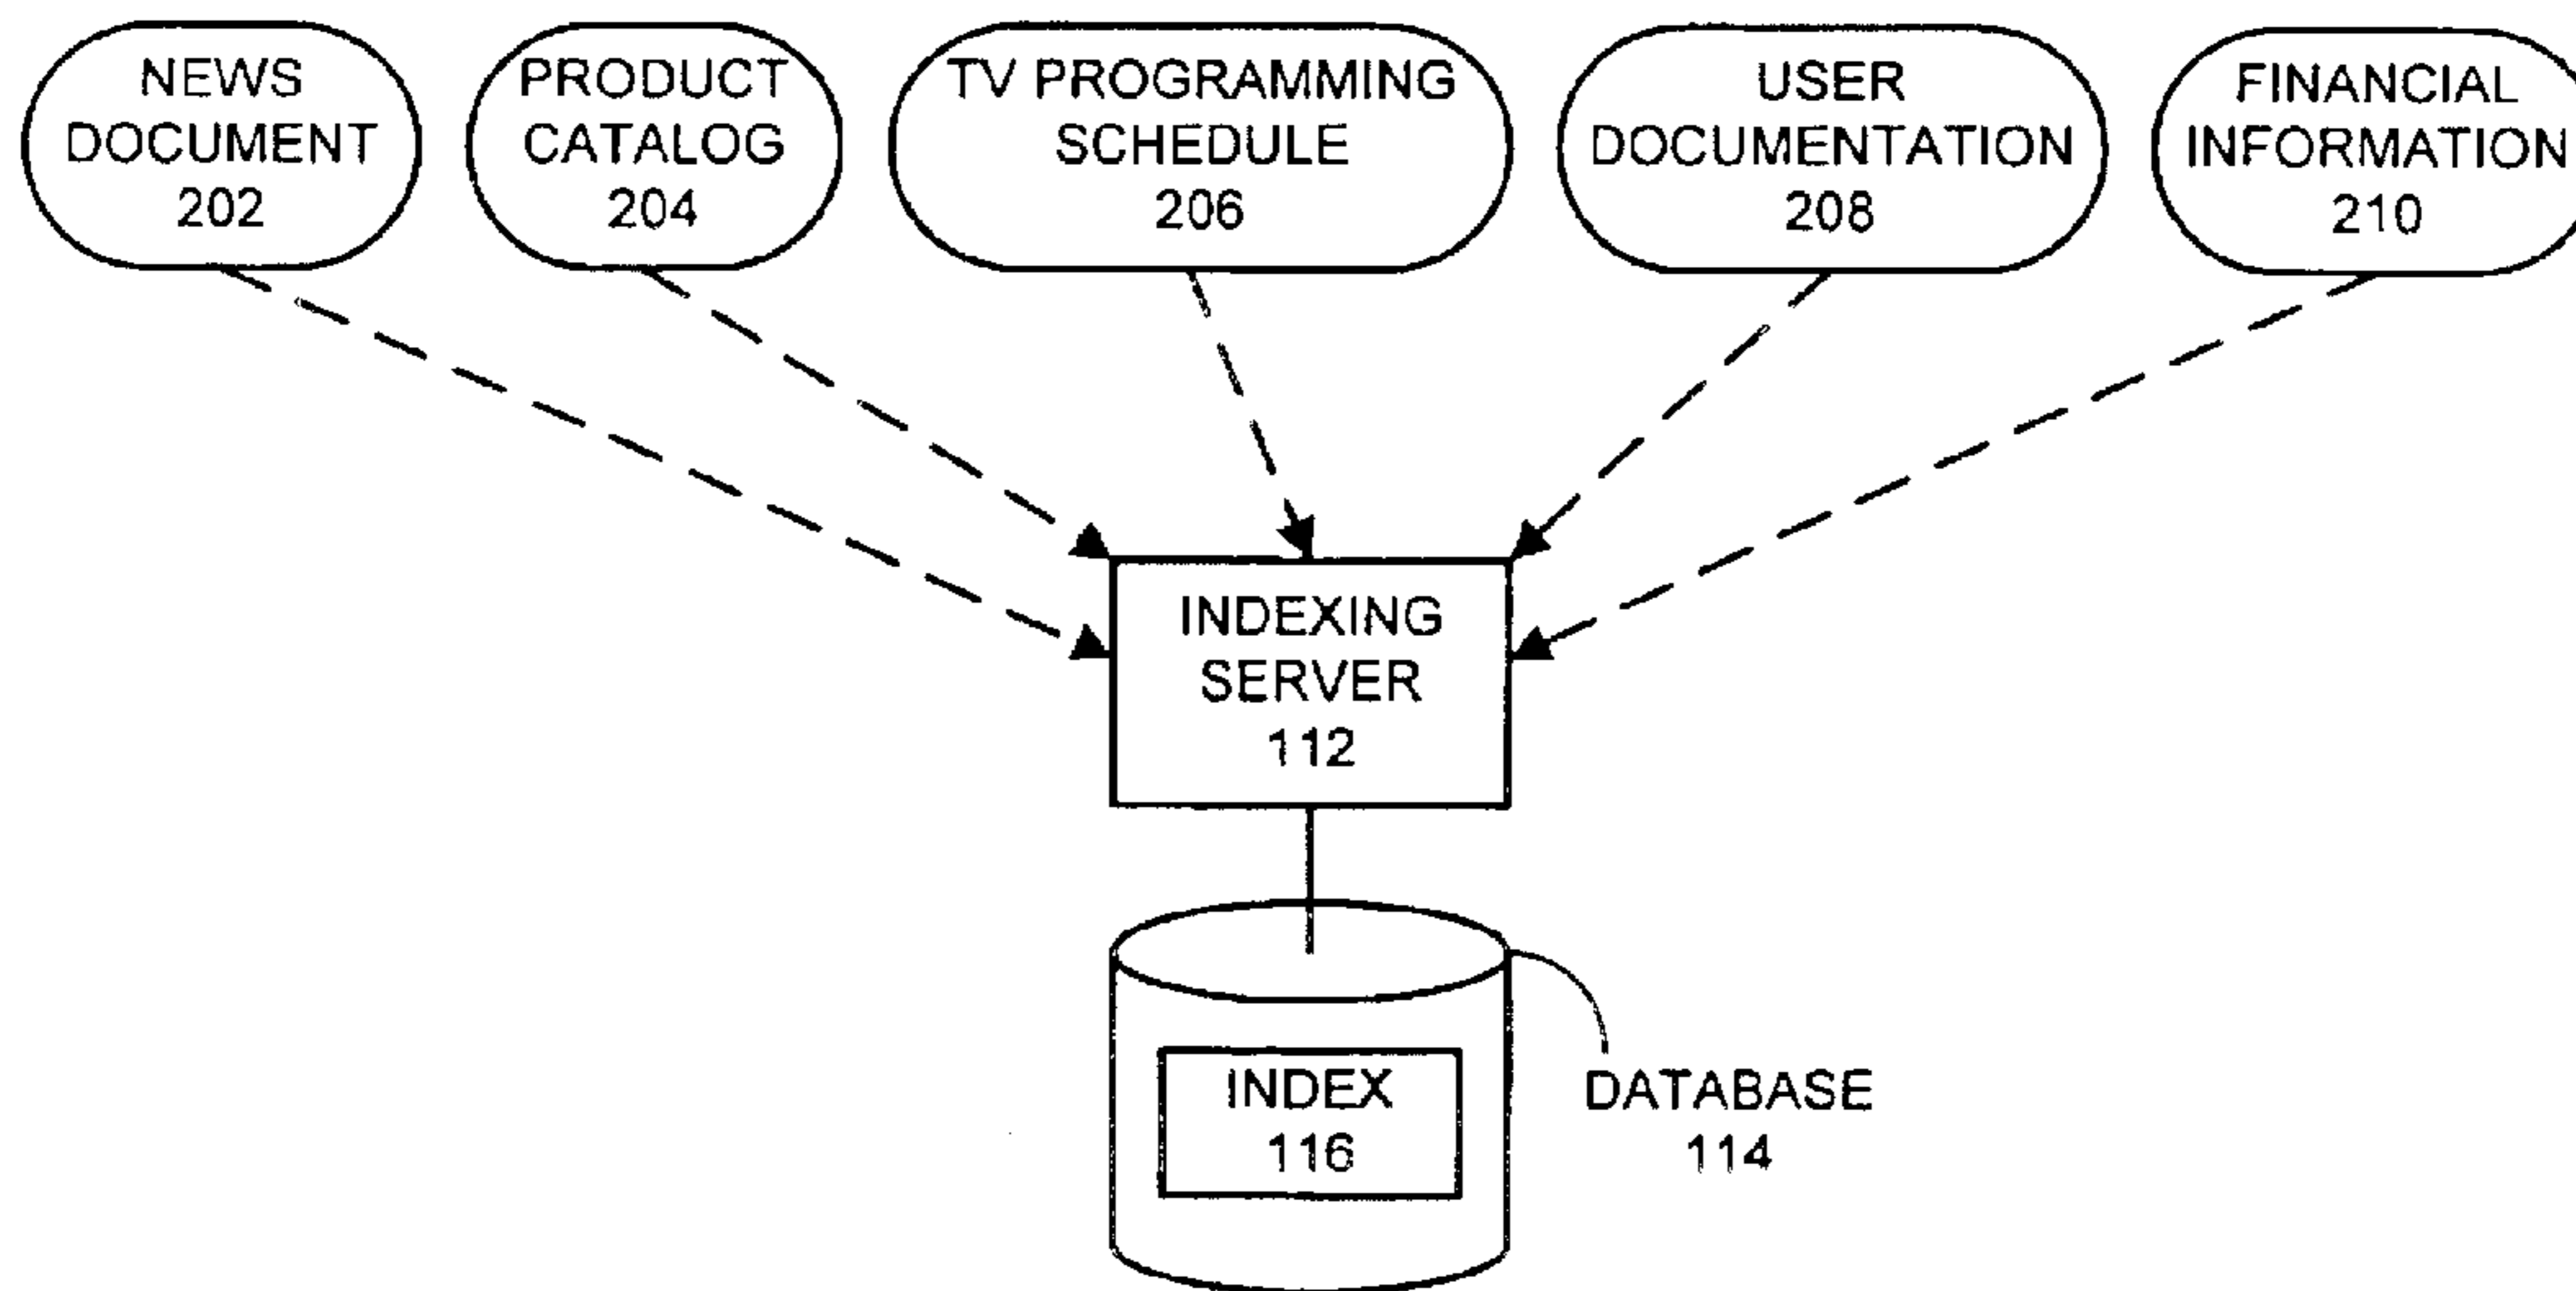 NEWS
DOCUMENT
202
PRODUCT
CATALOG
204
TV PROGRAMMING
SCHEDULE
206
USER
DOCUMENTATION
208
FINANCIAL
INFORMATION
210
INDEXING
SERVER
112
INDEX
116
DATABASE
114